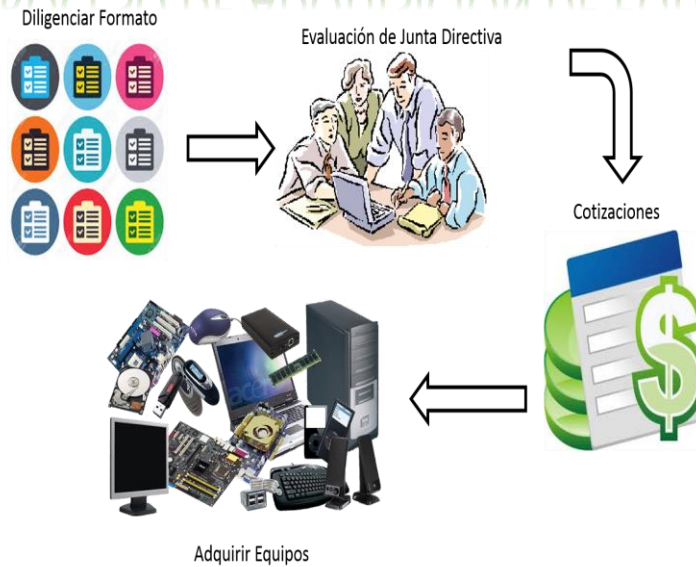 Diligenciar Formato
Evaluación de Junta Directiva
Cotizaciones
Adquirir Equipos